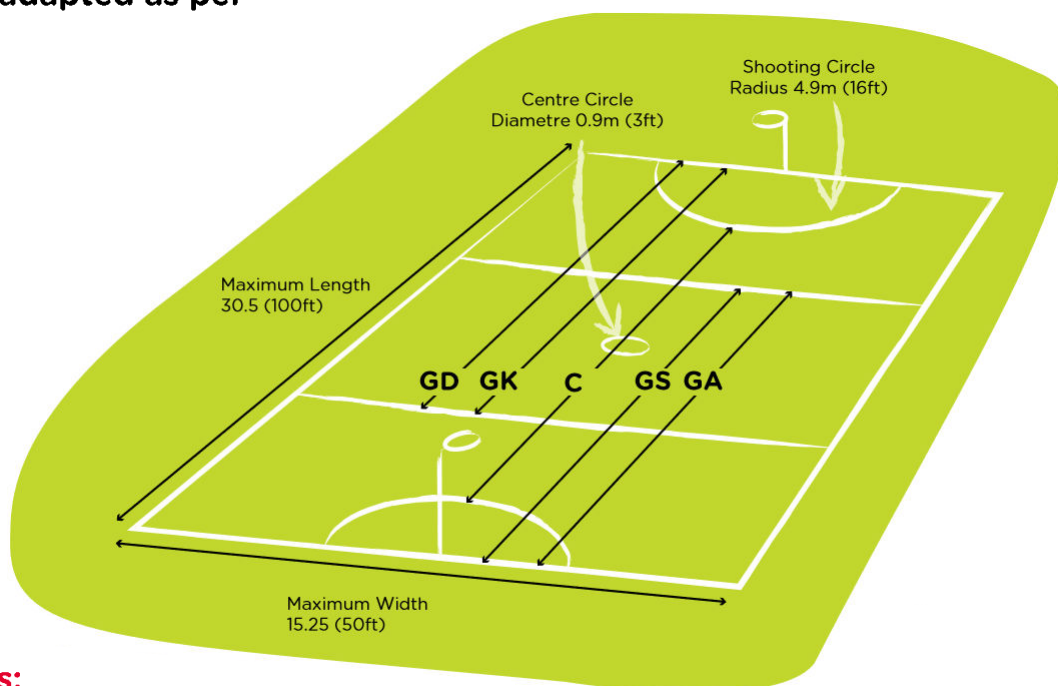 adapted as per
Shooting Circle
Radius 4.9m (16ft)
Centre Circle
Diametre 0.9m (3ft)
Maximum Length
30.5 (100ft)
GD GK C GS GA
Maximum Width
15.25 (50ft)
s: